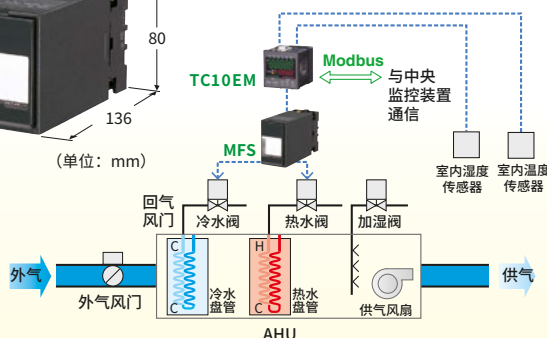 80
136
（单位：mm）
TC10EM
Modbus
与中央
监控装置
通信
MFS
室内湿度
传感器
室内温度
传感器
回气
风门
冷水阀
热水阀
加湿阀
外气
C
H
供气
外气风门
C
冷水
盘管
C
热水
盘管
供气风扇
AHU